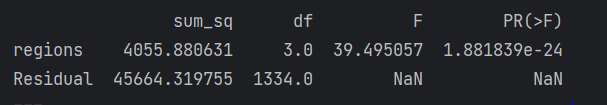 sum_sq df F PR(>F)
regions 4055.880631 3.0 39.495057 1.881839e-24
Residual 45664.319755 1334.0 NaN NaN